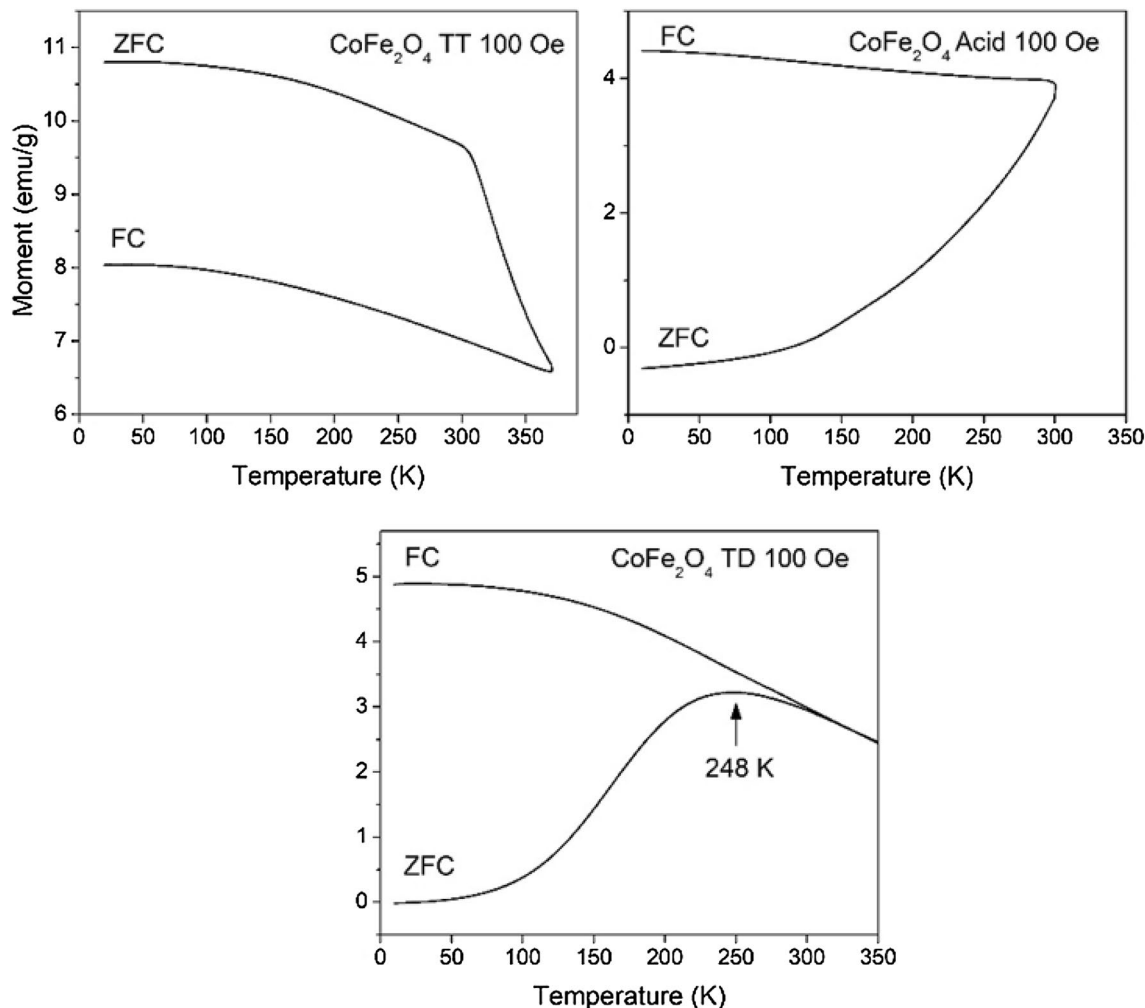 ZFC
CoFe₂O₄ TT 100 Oe
FC
Moment (emu/g)
11
10
9
8
7
6
0 50 100 150 200 250 300 350
Temperature (K)
FC
CoFe₂O₄ Acid 100 Oe
ZFC
4
2
0
0 50 100 150 200 250 300 350
Temperature (K)
FC
CoFe₂O₄ TD 100 Oe
248 K
ZFC
5
4
3
2
1
0
0 50 100 150 200 250 300 350
Temperature (K)